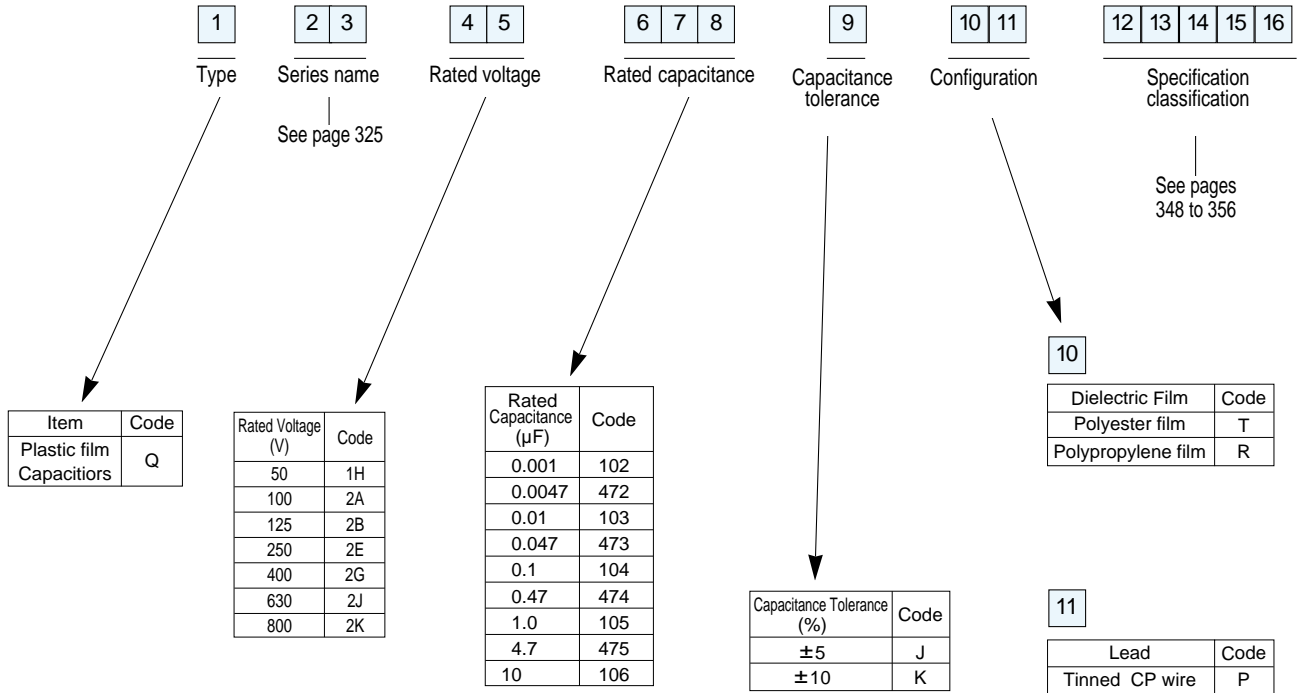 1 2 3 4 5 6 7 8 9 10 11 12 13 14 15 16
Type Series name Rated voltage Rated capacitance Capacitance tolerance Configuration Specification classification
See page 325
See pages
348 to 356
Item Code
Plastic film
Capacitiors Q
Rated Voltage
(V) Code
50 1H
100 2A
125 2B
250 2E
400 2G
630 2J
800 2K
Rated
Capacitance
(µF) Code
0.001 102
0.0047 472
0.01 103
0.047 473
0.1 104
0.47 474
1.0 105
4.7 475
10 106
Capacitance Tolerance
(%) Code
±5 J
±10 K
10
Dielectric Film Code
Polyester film T
Polypropylene film R
11
Lead Code
Tinned CP wire P